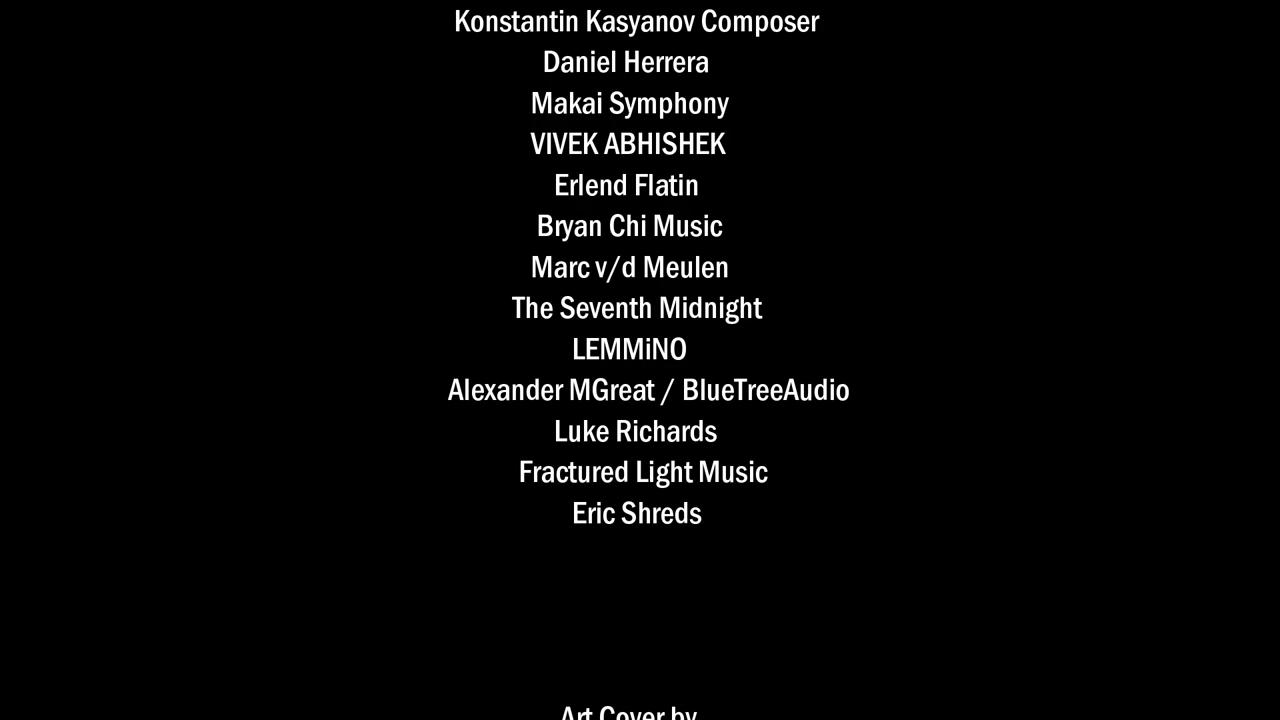 Konstantin Kasyanov Composer
Daniel Herrera
Makai Symphony
VIVEK ABHISHEK
Erlend Flatin
Bryan Chi Music
Marc v/d Meulen
The Seventh Midnight
LEMMiNO
Alexander MGreat / BlueTreeAudio
Luke Richards
Fractured Light Music
Eric Shreds
Art Cover by